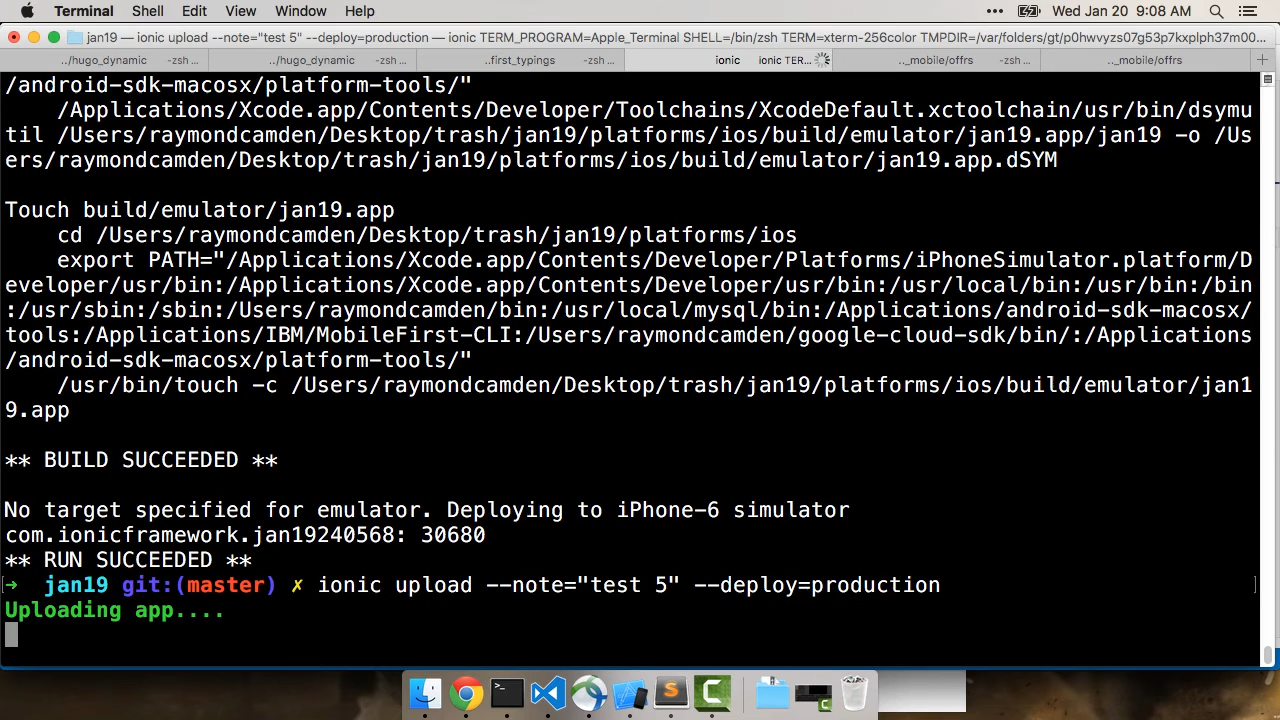 Terminal Shell Edit View Window Help ••• Wed Jan 20 9:08 AM
jan19 — ionic upload --note="test 5" --deploy=production — ionic TERM_PROGRAM=Apple_Terminal SHELL=/bin/zsh TERM=xterm-256color TMPDIR=/var/folders/gt/p0hwvyzs07g53p7kxplph37m00...
../hugo_dynamic -zsh ... ../hugo_dynamic -zsh ... ..first_typings -zsh ... ionic ionic TER... .._mobile/offrs -zsh ... .._mobile/offrs +
/android-sdk-macosx/platform-tools/"
/Applications/Xcode.app/Contents/Developer/Toolchains/XcodeDefault.xctoolchain/usr/bin/dsymu
til /Users/raymondcamden/Desktop/trash/jan19/platforms/ios/build/emulator/jan19.app/jan19 -o /Us
ers/raymondcamden/Desktop/trash/jan19/platforms/ios/build/emulator/jan19.app.dSYM
Touch build/emulator/jan19.app
cd /Users/raymondcamden/Desktop/trash/jan19/platforms/ios
export PATH="/Applications/Xcode.app/Contents/Developer/Platforms/iPhoneSimulator.platform/D
eveloper/usr/bin:/Applications/Xcode.app/Contents/Developer/usr/bin:/usr/local/bin:/usr/bin:/bin
:/usr/sbin:/sbin:/Users/raymondcamden/bin:/usr/local/mysql/bin:/Applications/android-sdk-macosx/
tools:/Applications/IBM/MobileFirst-CLI:/Users/raymondcamden/google-cloud-sdk/bin/:/Applications
/android-sdk-macosx/platform-tools/"
/usr/bin/touch -c /Users/raymondcamden/Desktop/trash/jan19/platforms/ios/build/emulator/jan1
9.app
** BUILD SUCCEEDED **
No target specified for emulator. Deploying to iPhone-6 simulator
com.ionicframework.jan19240568: 30680
** RUN SUCCEEDED **
➜ jan19 git:(master) ✗ ionic upload --note="test 5" --deploy=production
Uploading app....